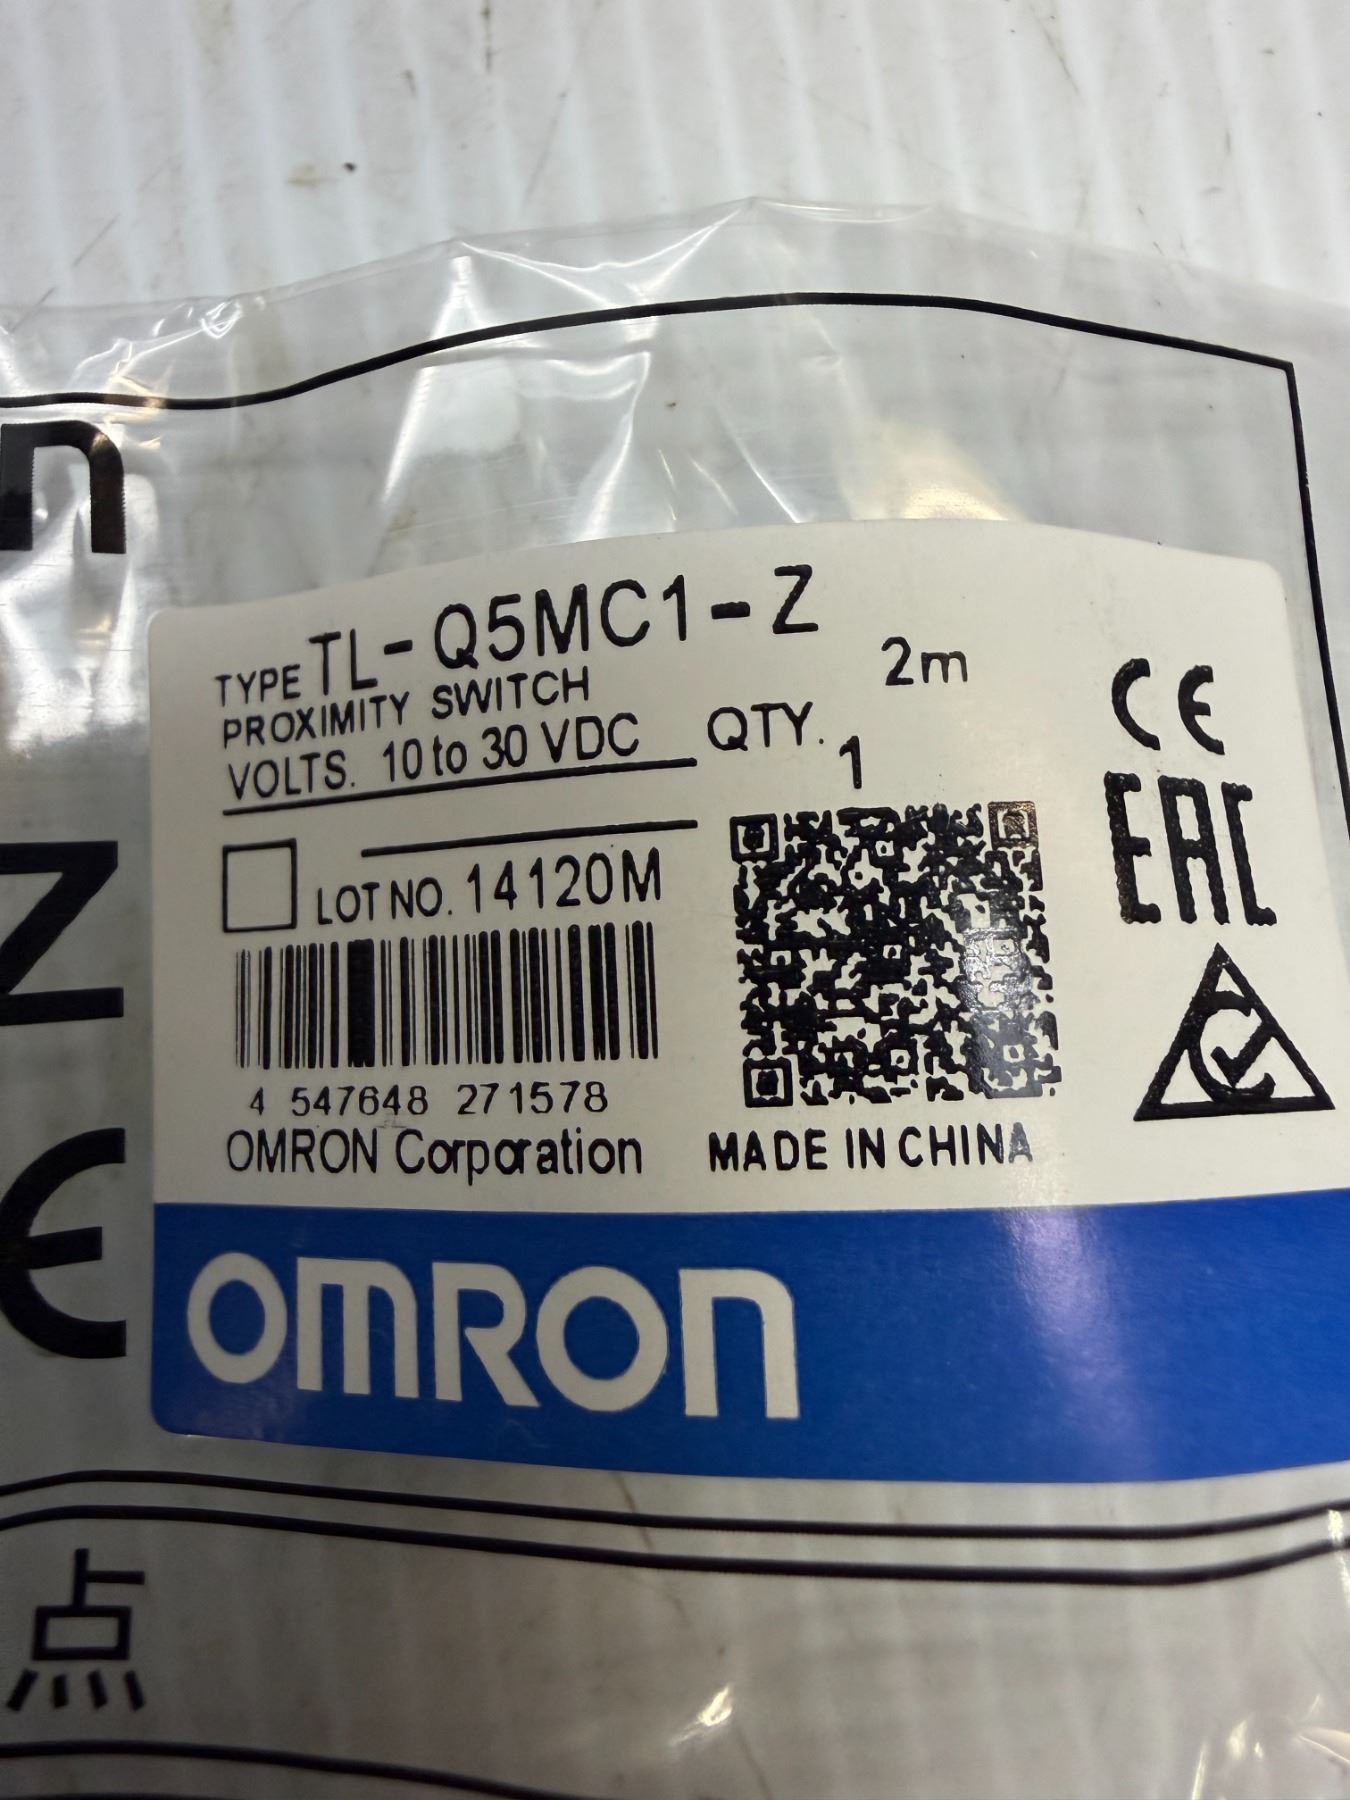 n
TYPE TL-Q5MC1-Z
2m
PROXIMITY SWITCH
VOLTS. 10 to 30 VDC
QTY. 1
LOT NO. 14120M
4 547648 271578
OMRON Corporation
MADE IN CHINA
CE
EAC
Z
OMRON
点